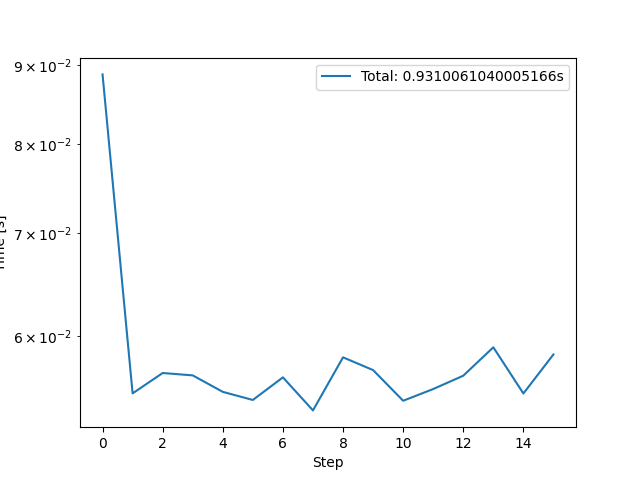 Total: 0.9310061040005166s
9 × 10⁻²
8 × 10⁻²
7 × 10⁻²
6 × 10⁻²
[s]
0 2 4 6 8 10 12 14
Step